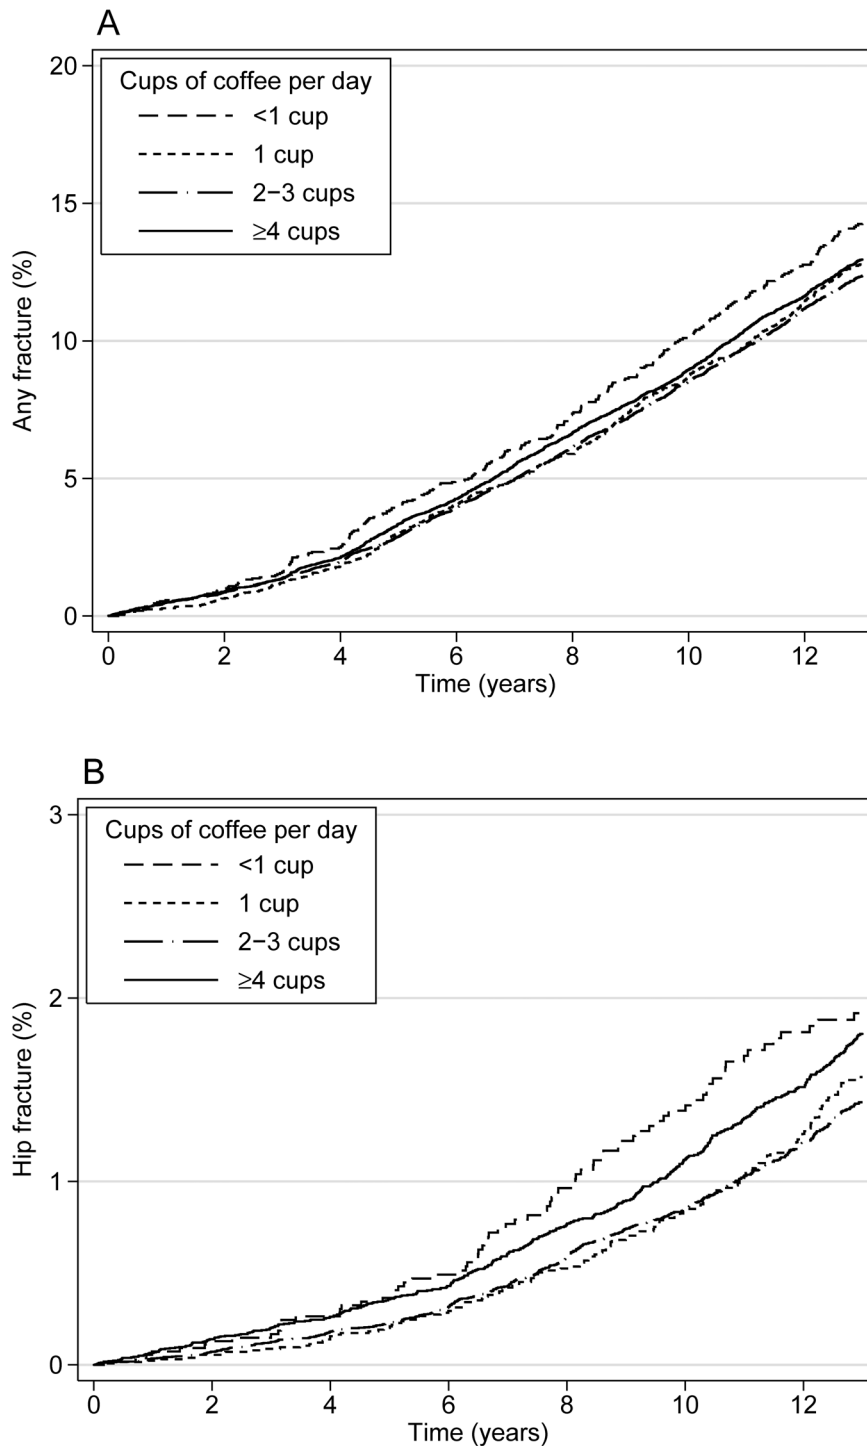 A
20
15
10
5
0
Any fracture (%)
Cups of coffee per day
<1 cup
1 cup
2−3 cups
≥4 cups
0 2 4 6 8 10 12
Time (years)
B
3
2
1
0
Hip fracture (%)
Cups of coffee per day
<1 cup
1 cup
2−3 cups
≥4 cups
0 2 4 6 8 10 12
Time (years)